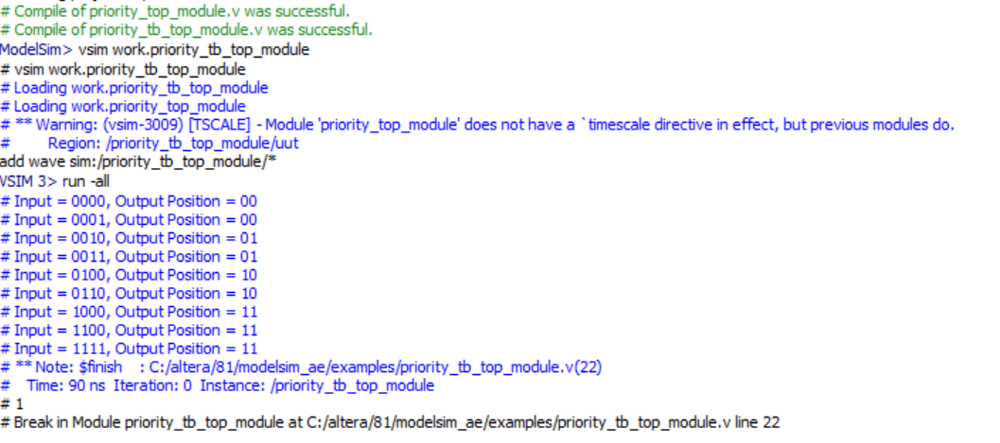 # Compile of priority_top_module.v was successful.
# Compile of priority_tb_top_module.v was successful.
ModelSim> vsim work.priority_tb_top_module
# vsim work.priority_tb_top_module
# Loading work.priority_tb_top_module
# Loading work.priority_top_module
# ** Warning: (vsim-3009) [TSCALE] - Module 'priority_top_module' does not have a `timescale directive in effect, but previous modules do.
# Region: /priority_tb_top_module/uut
add wave sim:/priority_tb_top_module/*
VSIM 3> run -all
# Input = 0000, Output Position = 00
# Input = 0001, Output Position = 00
# Input = 0010, Output Position = 01
# Input = 0011, Output Position = 01
# Input = 0100, Output Position = 10
# Input = 0110, Output Position = 10
# Input = 1000, Output Position = 11
# Input = 1100, Output Position = 11
# Input = 1111, Output Position = 11
# ** Note: $finish : C:/altera/81/modelsim_ae/examples/priority_tb_top_module.v(22)
# Time: 90 ns Iteration: 0 Instance: /priority_tb_top_module
# 1
# Break in Module priority_tb_top_module at C:/altera/81/modelsim_ae/examples/priority_tb_top_module.v line 22